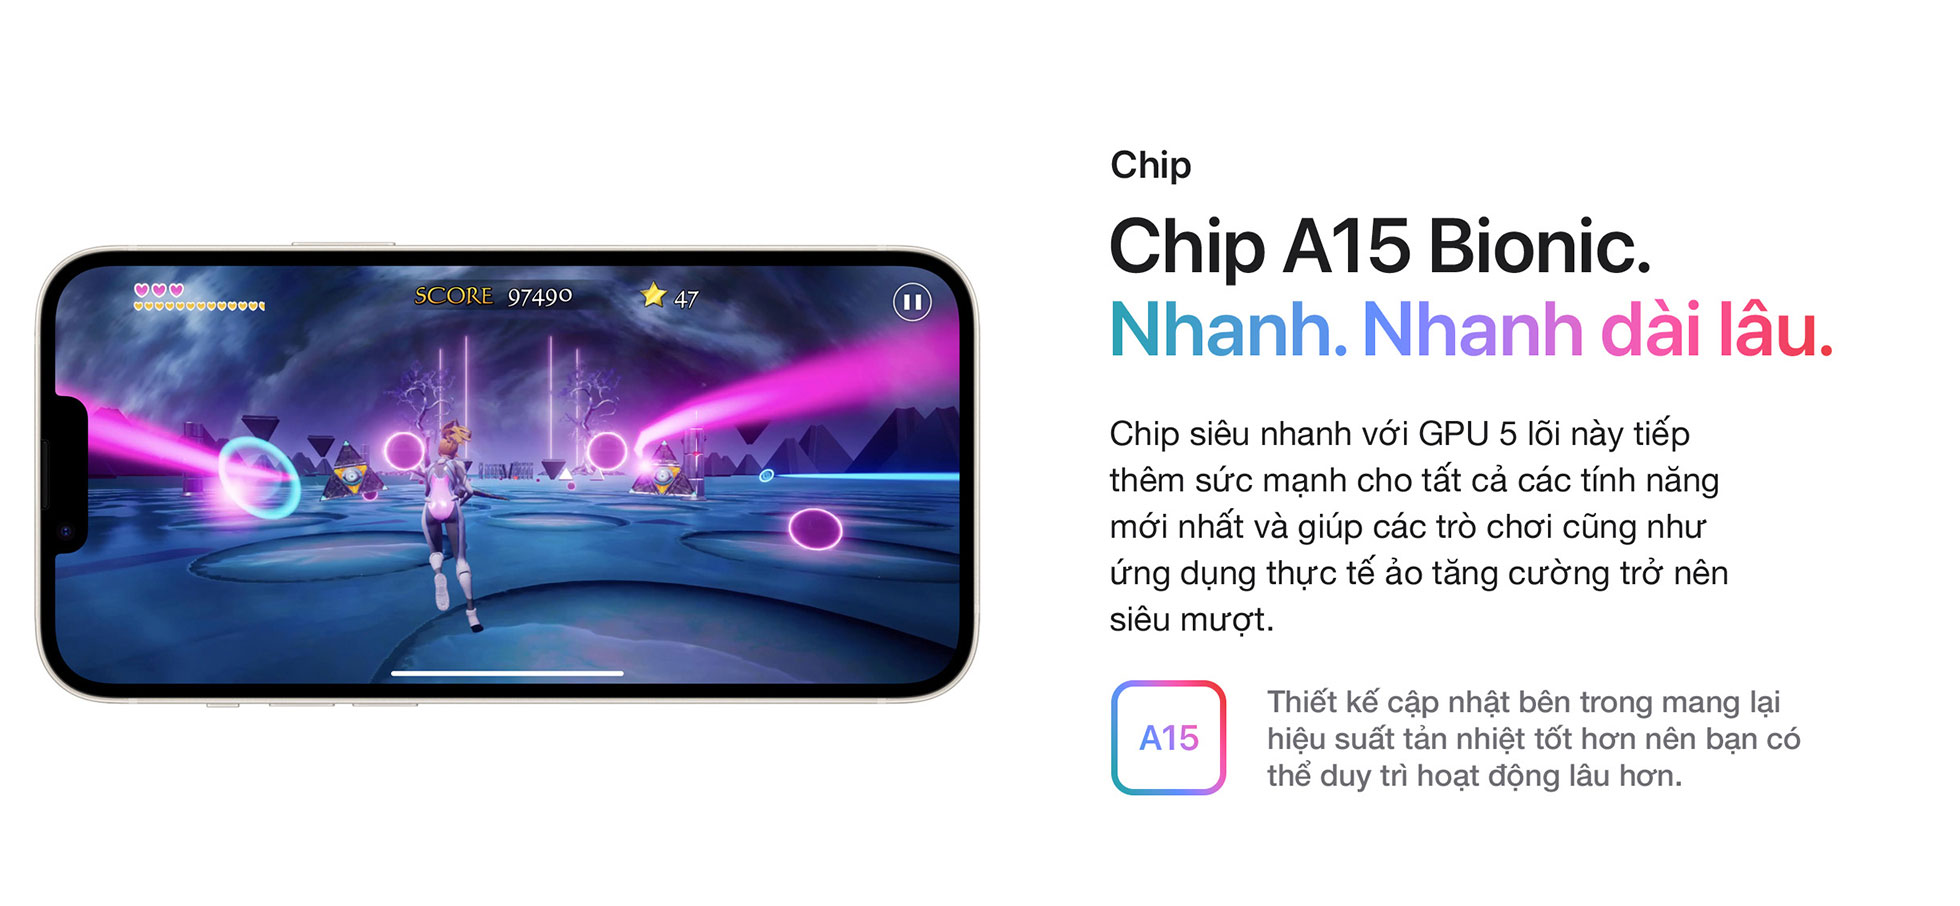 SCORE 97490
47
Chip
Chip A15 Bionic.
Nhanh. Nhanh dài lâu.
Chip siêu nhanh với GPU 5 lõi này tiếp
thêm sức mạnh cho tất cả các tính năng
mới nhất và giúp các trò chơi cũng như
ứng dụng thực tế ảo tăng cường trở nên
siêu mượt.
A15
Thiết kế cập nhật bên trong mang lại
hiệu suất tản nhiệt tốt hơn nên bạn có
thể duy trì hoạt động lâu hơn.